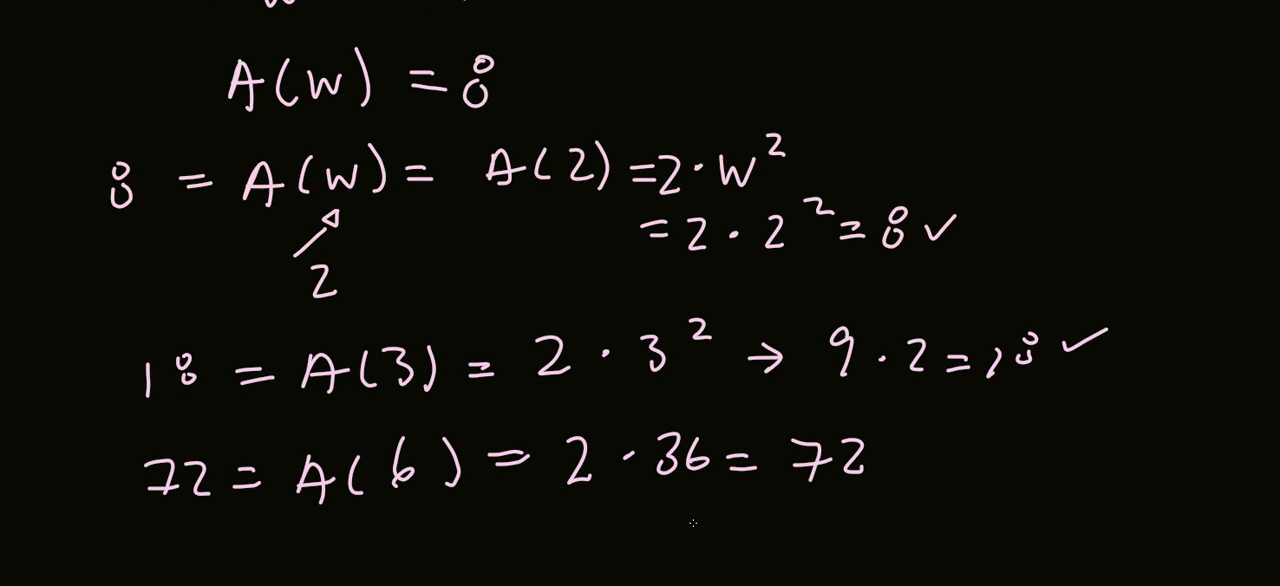 A(w) = 8
8 = A(w) = A(2) = 2 · w²
= 2 · 2² = 8 ✓
2
18 = A(3) = 2 · 3² → 9 · 2 = 18 ✓
72 = A(6) = 2 · 36 = 72